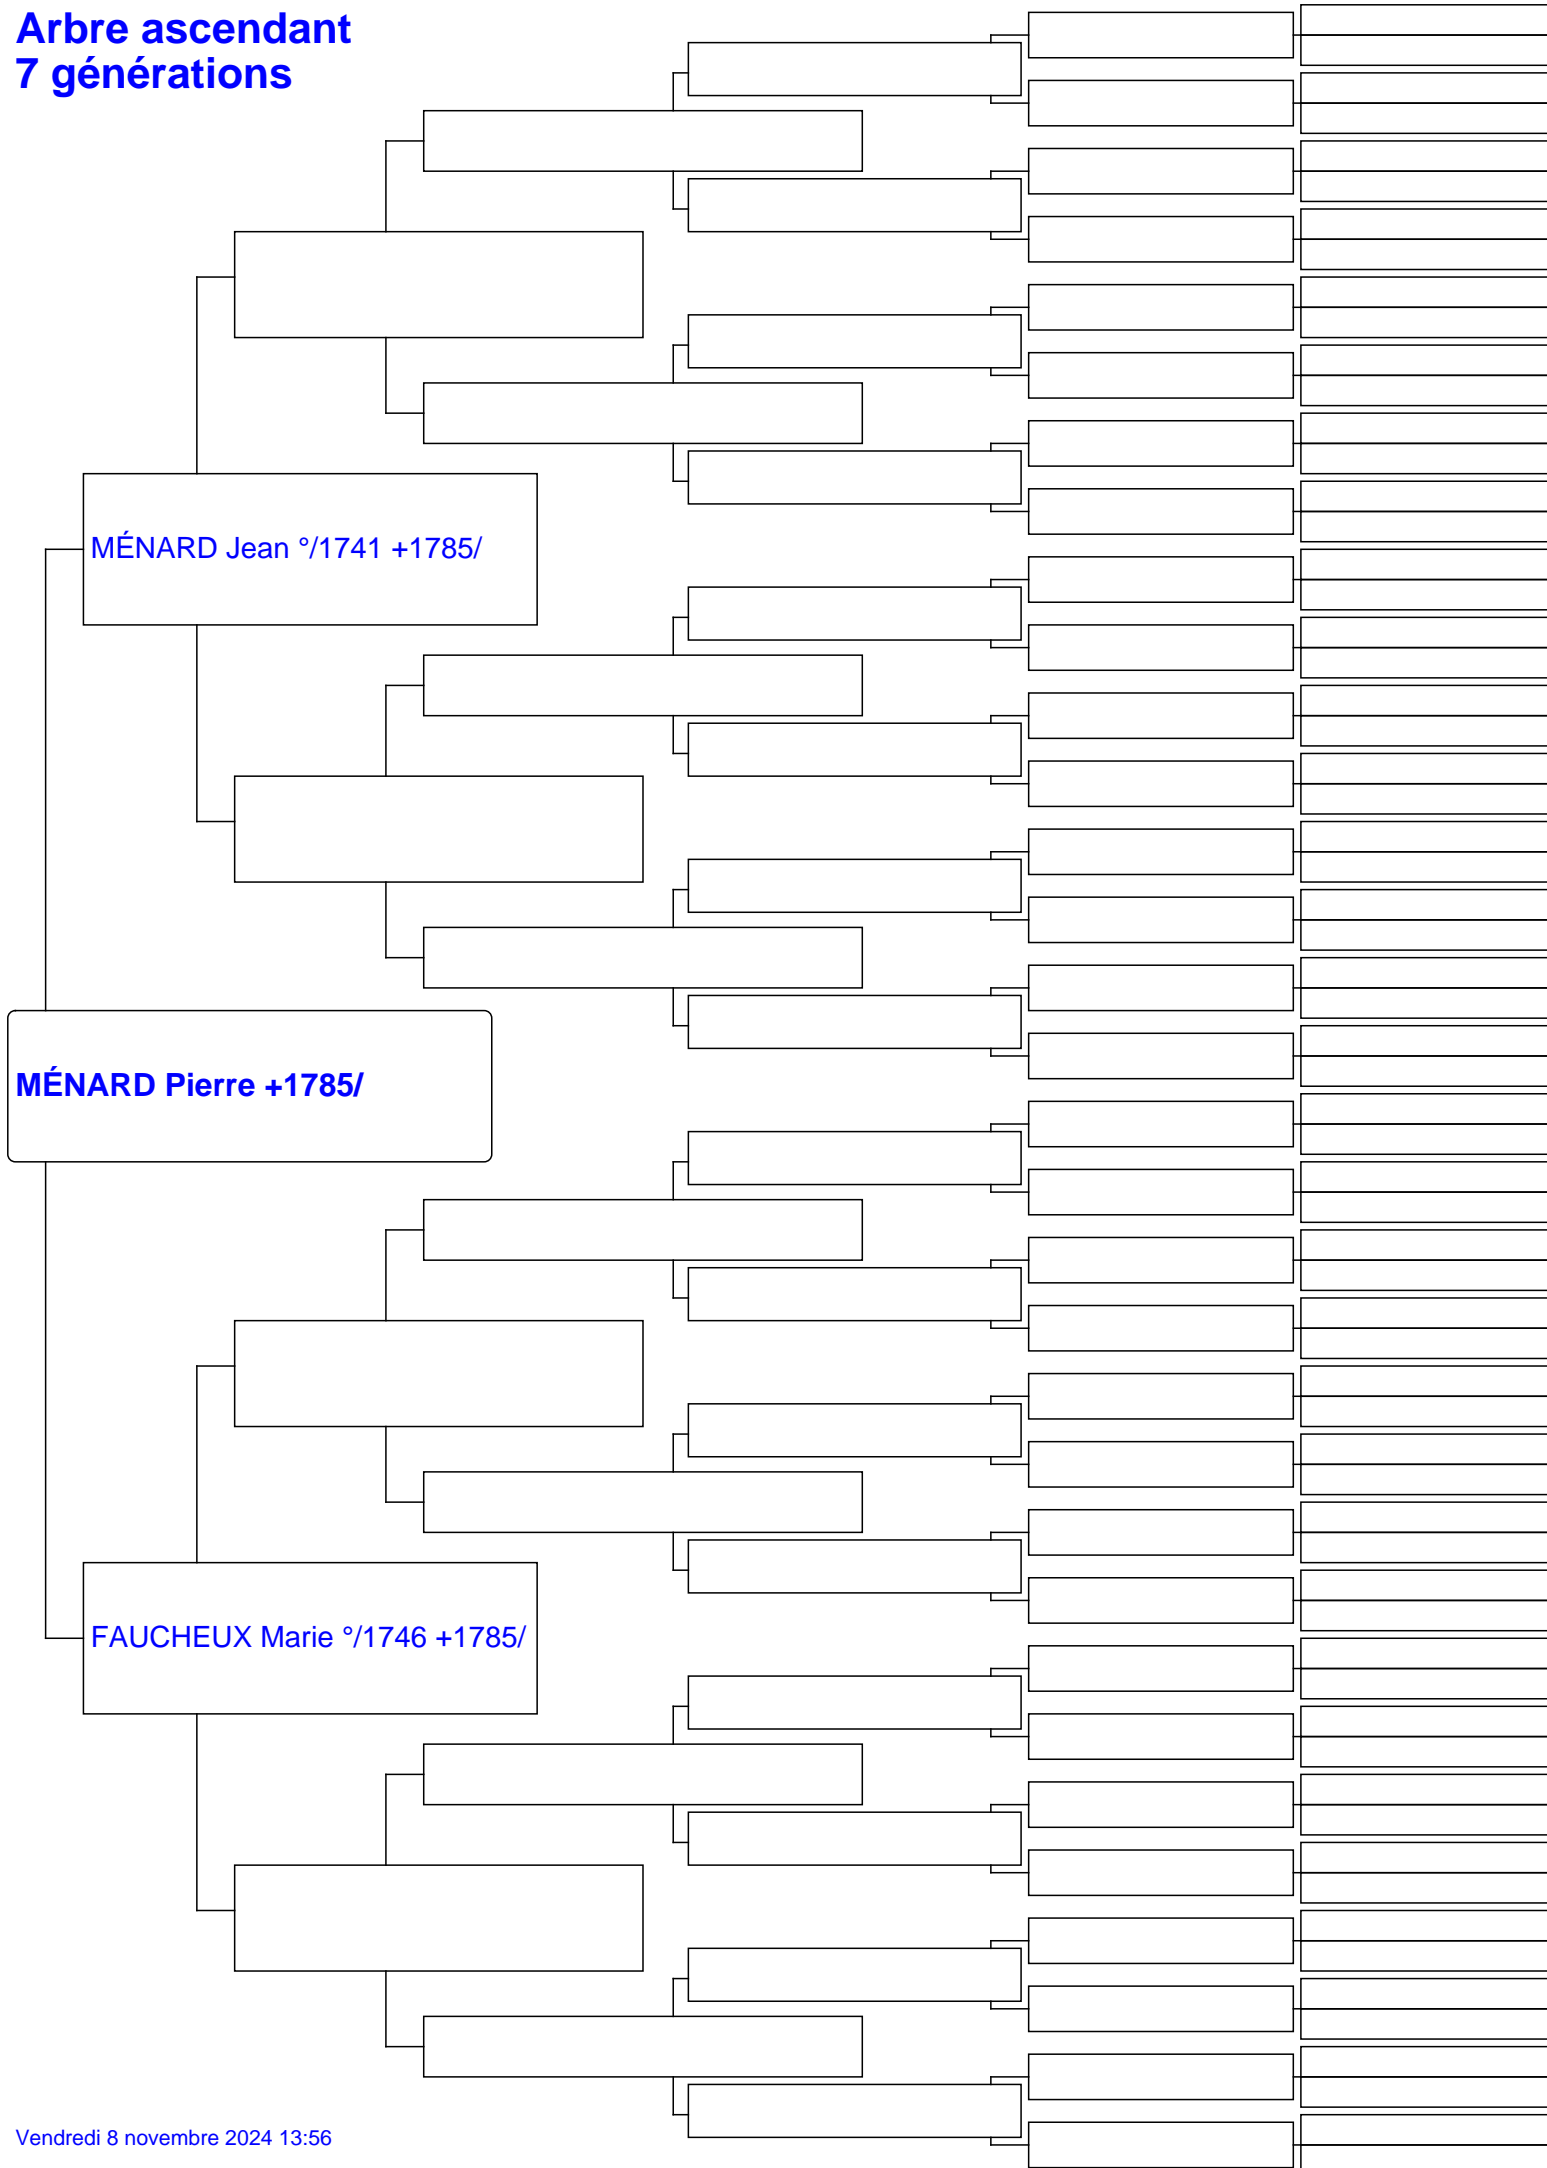 Arbre ascendant
7 générations
MÉNARD Jean °/1741 +1785/
MÉNARD Pierre +1785/
FAUCHEUX Marie °/1746 +1785/
Vendredi 8 novembre 2024 13:56